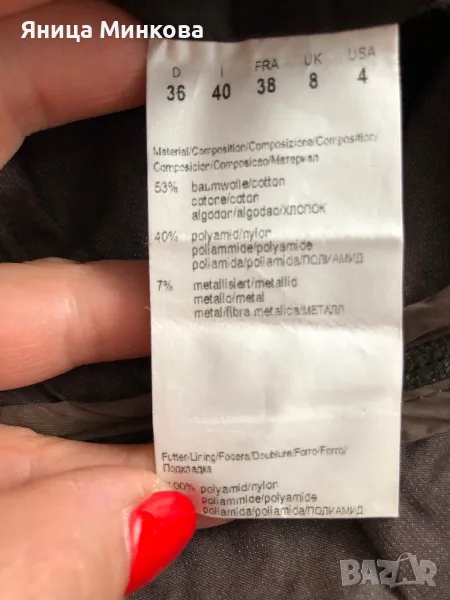 Яница Минкова
D I FRA UK USA
36 40 38 8 4
Material/Composition/Composizione/Composition/
Composicion/Composicao/Материал
53% baumwolle/cotton
cotone/coton
algodon/algodao/ХЛОПОК
40% polyamid/nylon
poliammide/polyamide
poliamida/poliamida/ПОЛИАМИД
7% metallisiert/metallic
metallo/metal
metal/fibra metalica/МЕТАЛЛ
Futter/Lining/Fodera/Doublure/Forro/Forro/
Подкладка
100% polyamid/nylon
poliammide/polyamide
poliamida/poliamida/ПОЛИАМИД
BAZAR